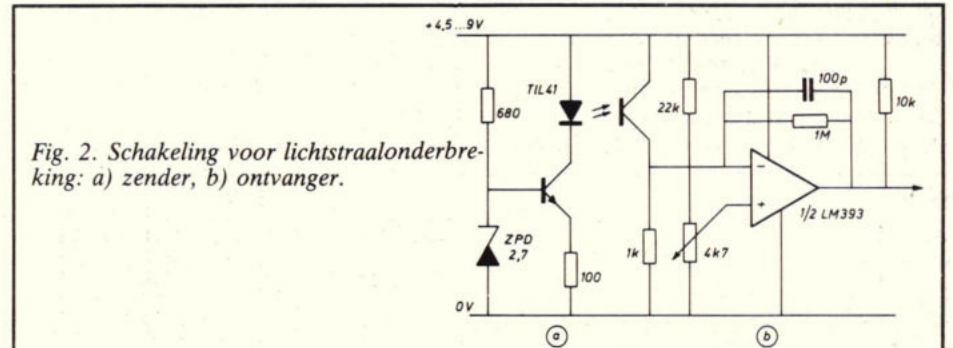 +4,5...9V
680
TIL41
22k
100p
1M
10k
Fig. 2. Schakeling voor lichtstraalonderbre-
king: a) zender, b) ontvanger.
ZPD
2,7
100
1k
4k7
−
+
1/2 LM393
0V
a
b